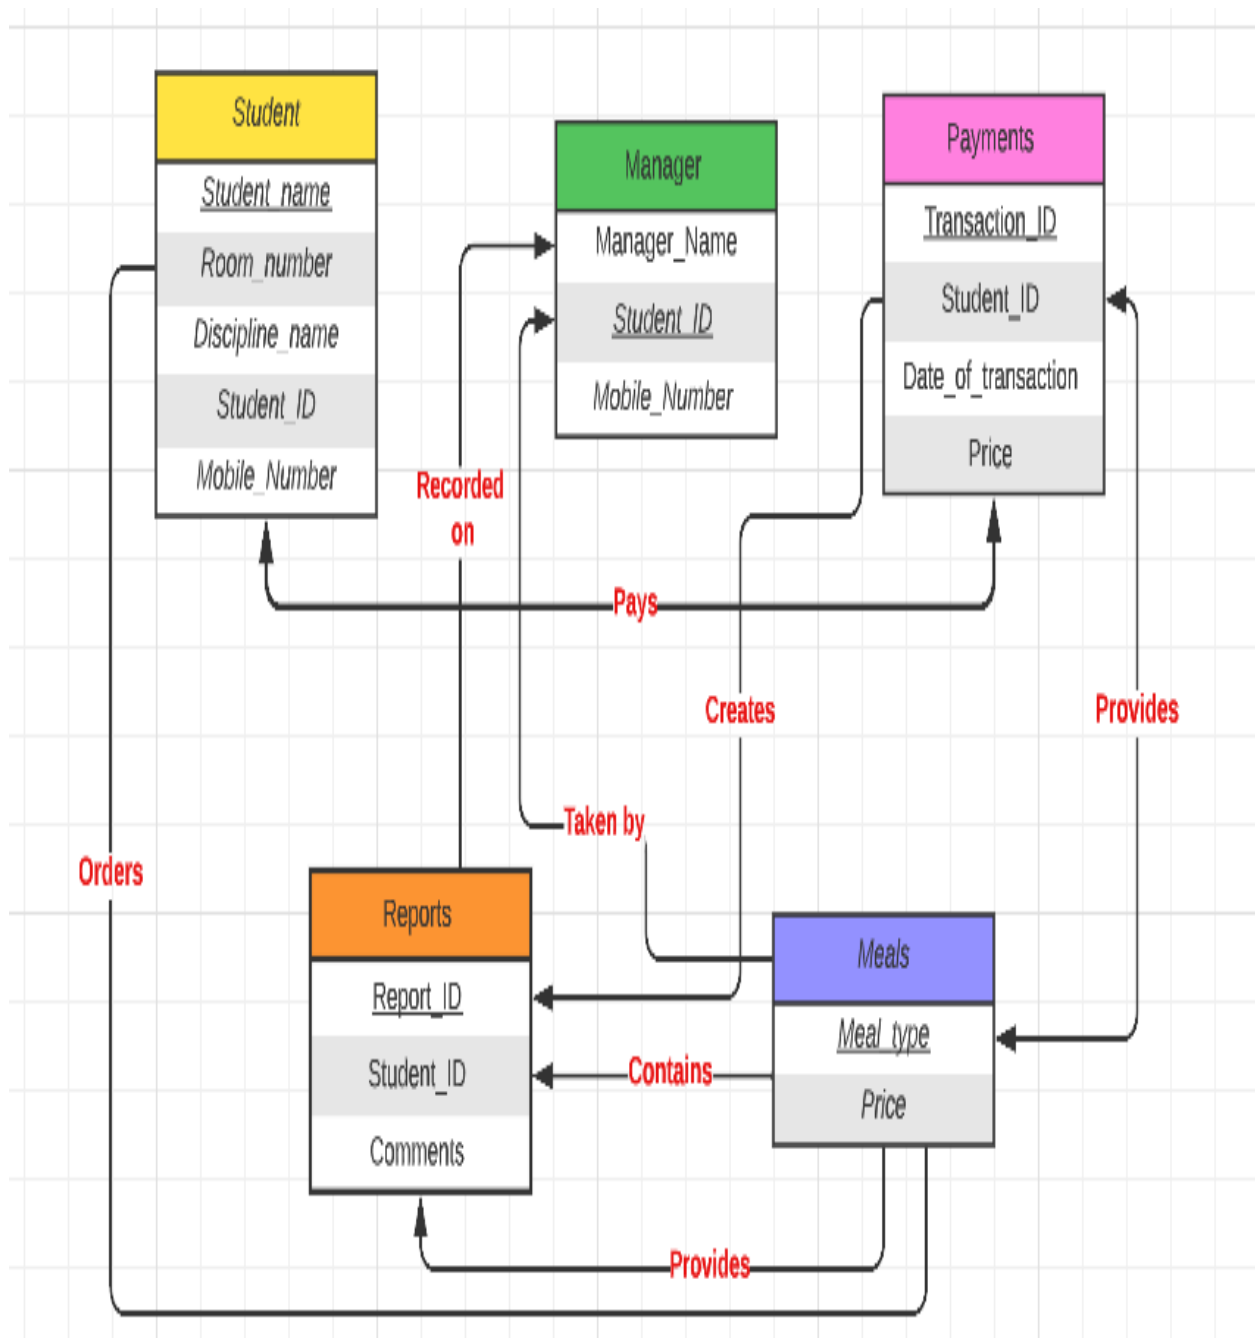 Student
Student_name
Room_number
Discipline_name
Student_ID
Mobile_Number
Manager
Manager_Name
Student_ID
Mobile_Number
Payments
Transaction_ID
Student_ID
Date_of_transaction
Price
Recorded
on
Pays
Creates
Provides
Taken by
Orders
Reports
Report_ID
Student_ID
Comments
Meals
Meal_type
Price
Contains
Provides